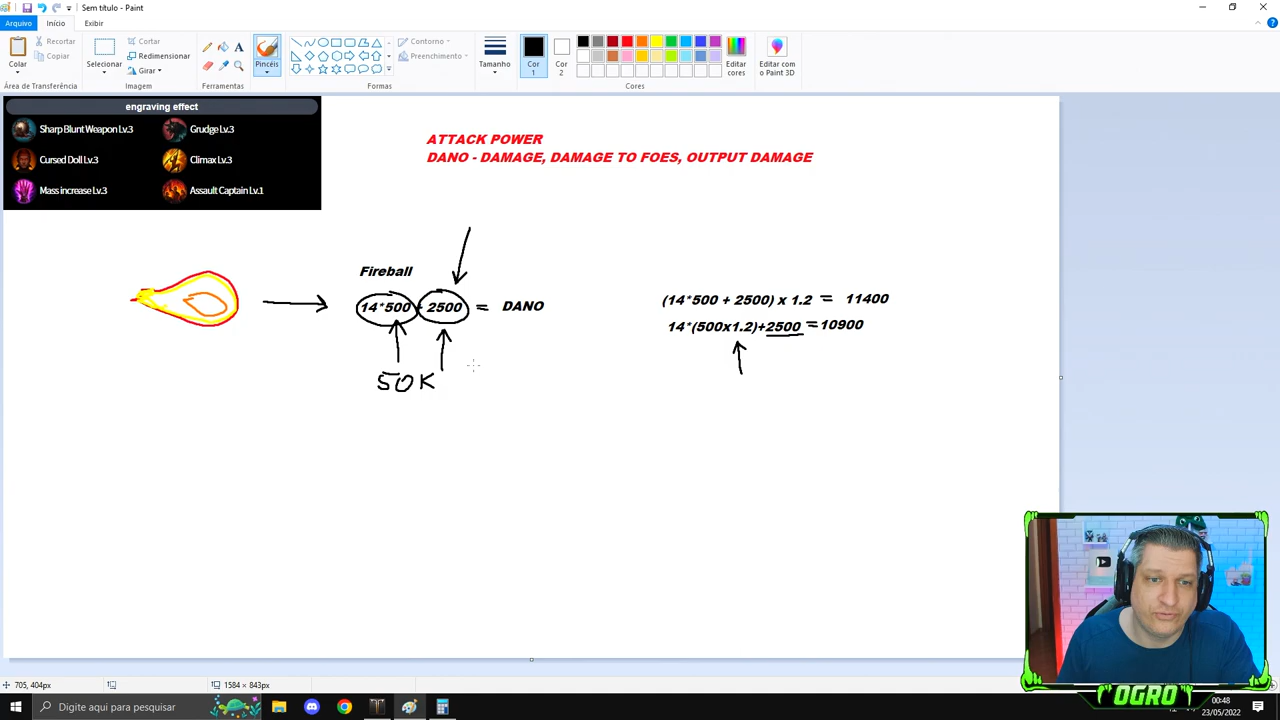 Sem título - Paint
Arquivo
Início
Exibir
Colar
Recortar
Copiar
Área de Transferência
Selecionar
Cortar
Redimensionar
Girar
Imagem
A
Ferramentas
Pincéis
Contorno
Preenchimento
Formas
Tamanho
Cor 1
Cor 2
Editar cores
Cores
Editar com o Paint 3D
engraving effect
Sharp Blunt Weapon Lv.3
Grudge Lv.3
Cursed Doll Lv.3
Climax Lv.3
Mass increase Lv.3
Assault Captain Lv.1
ATTACK POWER
DANO - DAMAGE, DAMAGE TO FOES, OUTPUT DAMAGE
Fireball
14*500 + 2500 = DANO
50K
(14*500 + 2500) x 1.2 = 11400
14*(500x1.2)+2500 =10900
OGRO
705, 404px
1584 × 843px
Digite aqui para pesquisar
00:48
23/05/2022